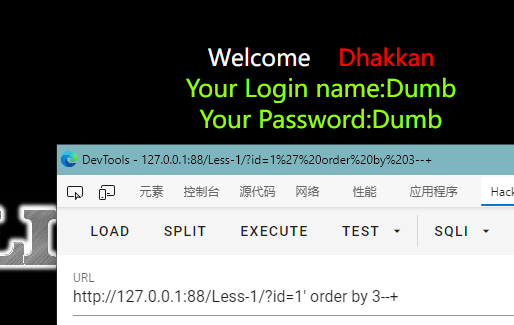 Welcome Dhakkan
Your Login name:Dumb
Your Password:Dumb
DevTools - 127.0.0.1:88/Less-1/?id=1%27%20order%20by%203--+
元素 控制台 源代码 网络 性能 应用程序 Hac
LOAD SPLIT EXECUTE TEST SQLI
URL
http://127.0.0.1:88/Less-1/?id=1' order by 3--+